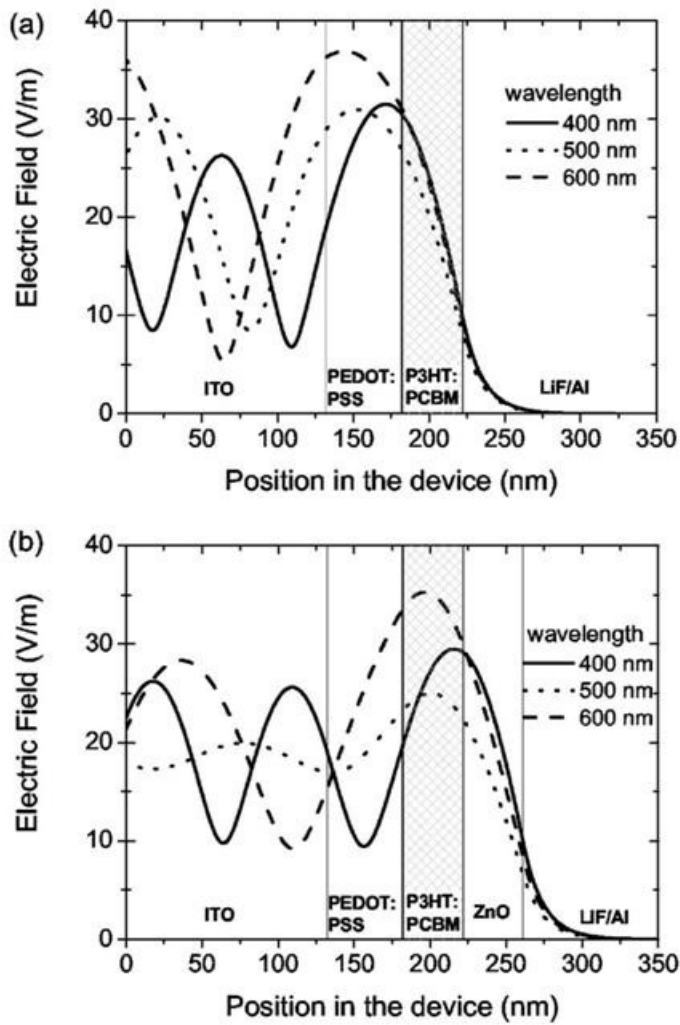 (a)
40
30
20
10
0
Electric Field (V/m)
wavelength
400 nm
500 nm
600 nm
ITO
PEDOT:
PSS
P3HT:
PCBM
LiF/Al
0 50 100 150 200 250 300 350
Position in the device (nm)
(b)
40
30
20
10
0
Electric Field (V/m)
wavelength
400 nm
500 nm
600 nm
ITO
PEDOT:
PSS
P3HT:
PCBM
ZnO
LIF/Al
0 50 100 150 200 250 300 350
Position in the device (nm)